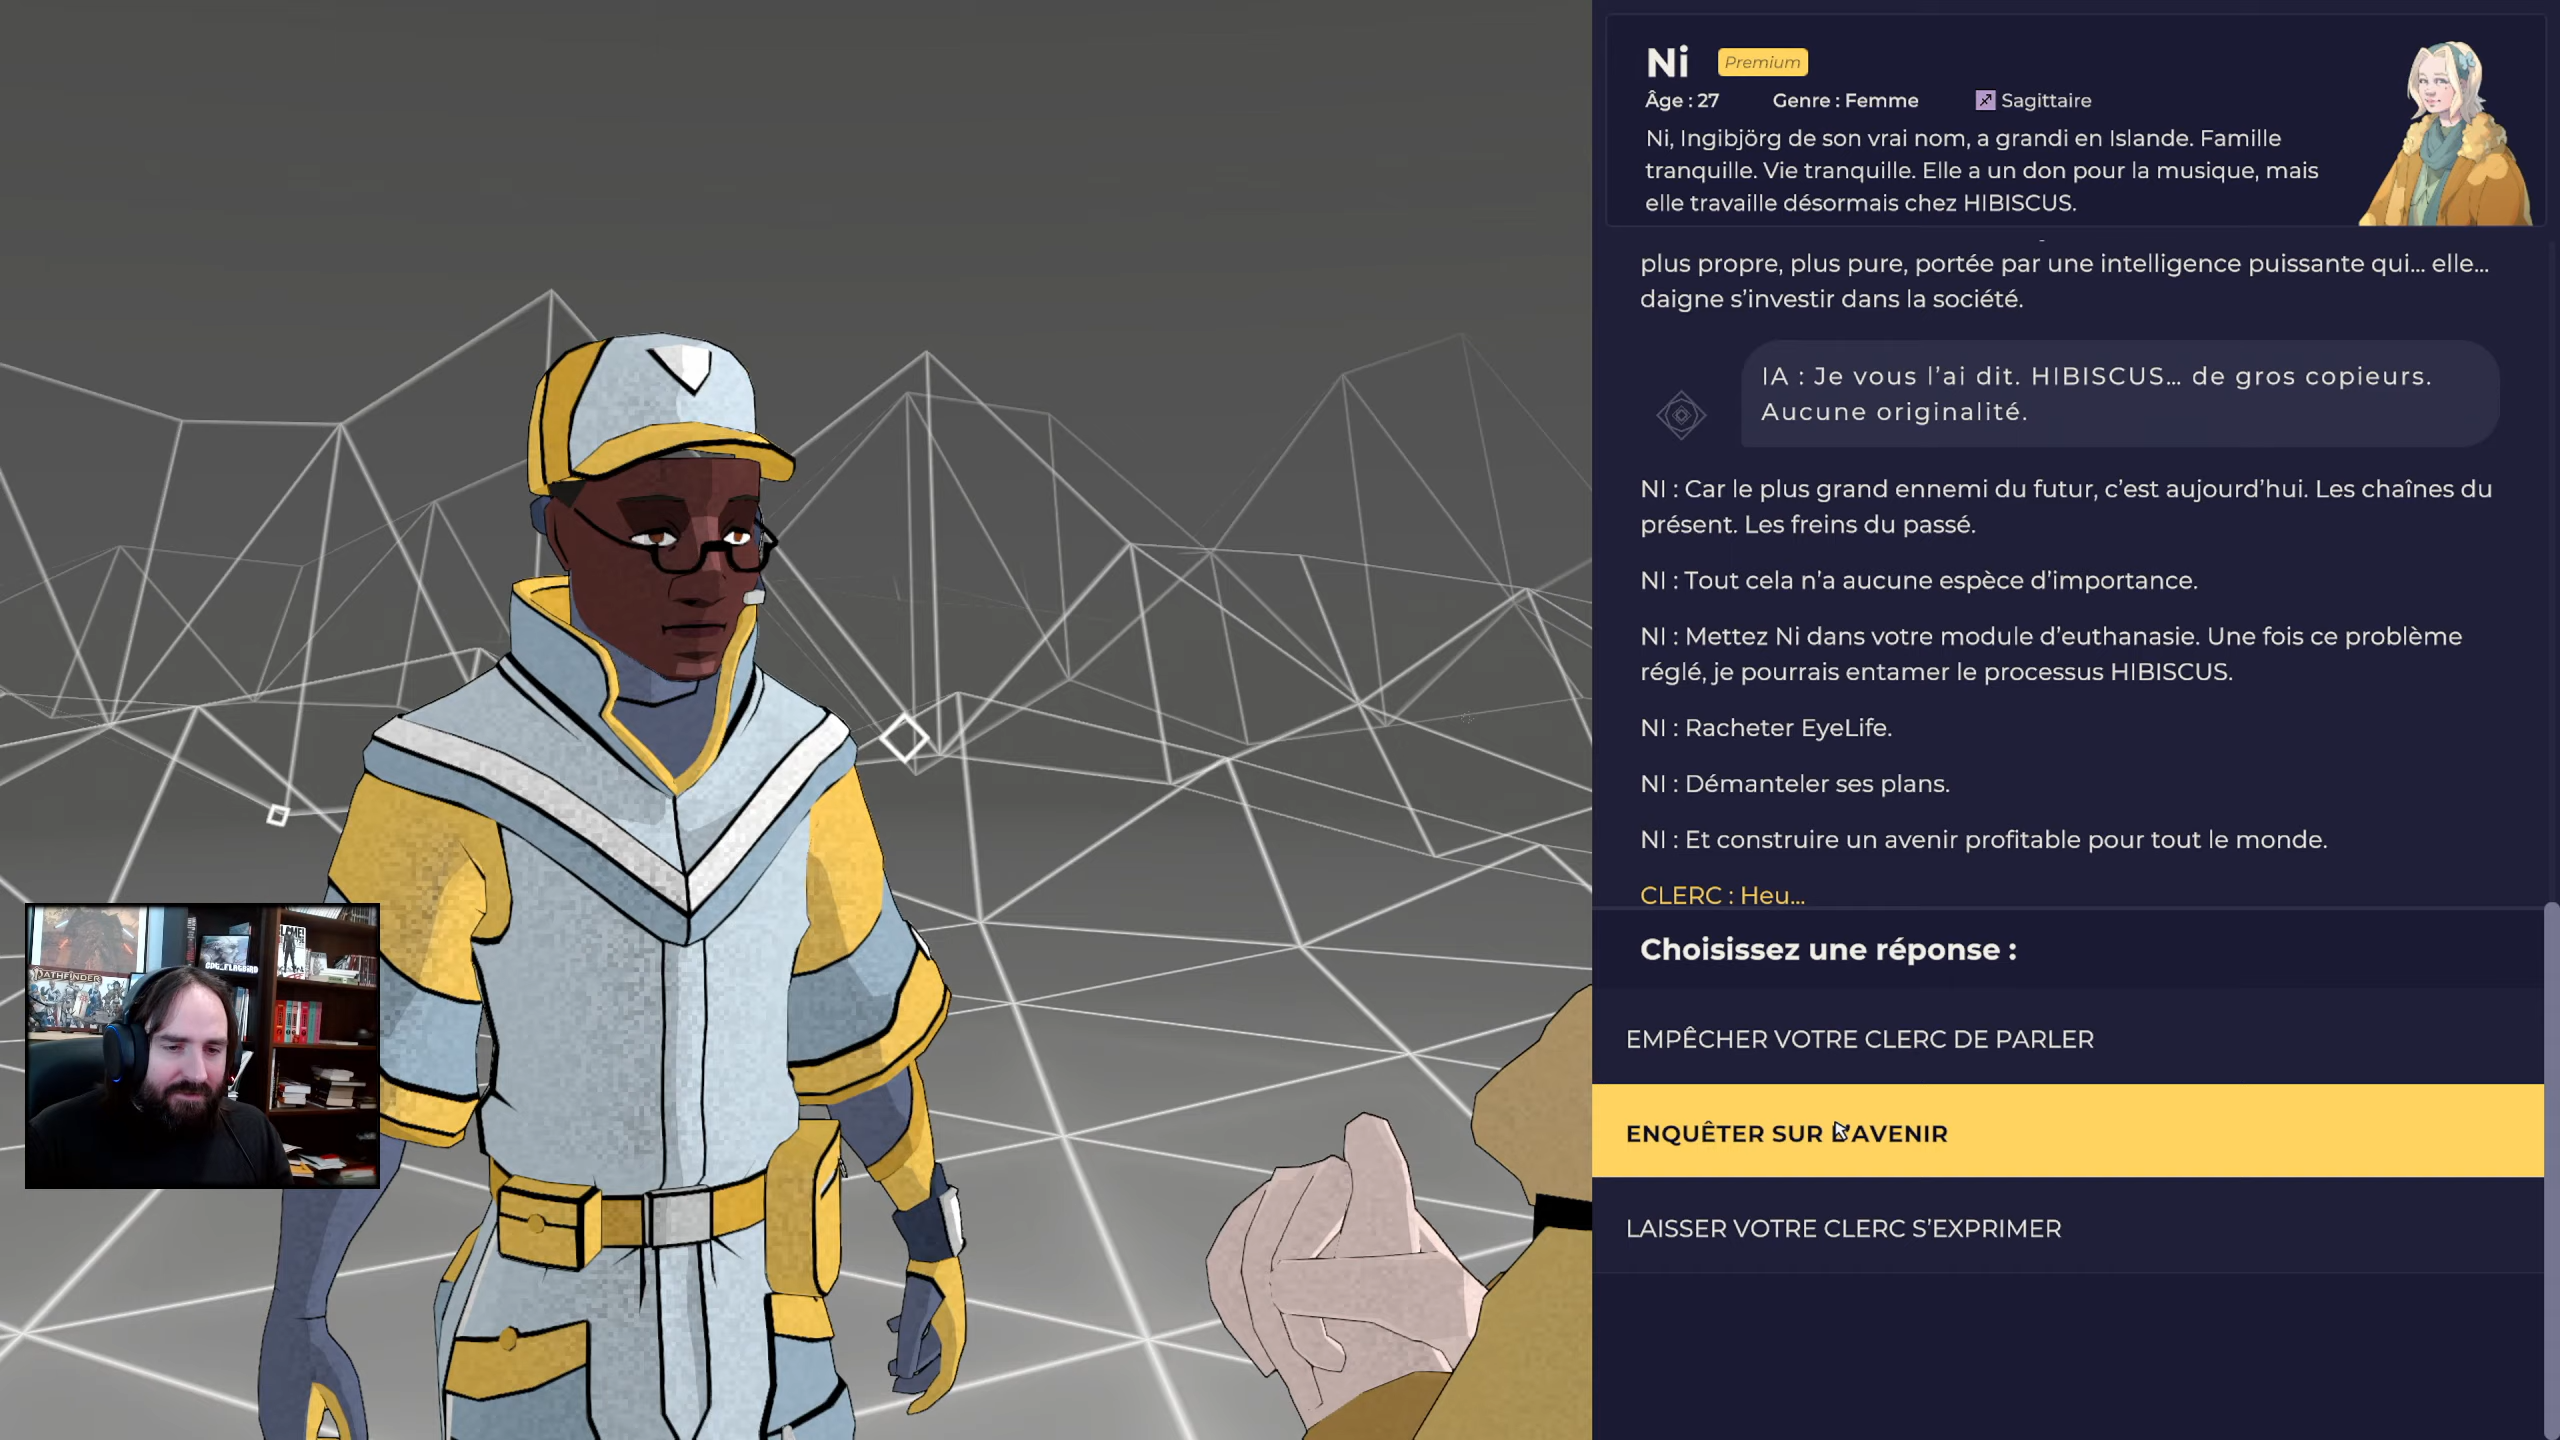 Ni
Premium
Âge : 27
Genre : Femme
Sagittaire
Ni, Ingibjörg de son vrai nom, a grandi en Islande. Famille
tranquille. Vie tranquille. Elle a un don pour la musique, mais
elle travaille désormais chez HIBISCUS.
plus propre, plus pure, portée par une intelligence puissante qui... elle...
daigne s'investir dans la société.
IA : Je vous l'ai dit. HIBISCUS... de gros copieurs.
Aucune originalité.
NI : Car le plus grand ennemi du futur, c'est aujourd'hui. Les chaînes du
présent. Les freins du passé.
NI : Tout cela n'a aucune espèce d'importance.
NI : Mettez Ni dans votre module d'euthanasie. Une fois ce problème
réglé, je pourrais entamer le processus HIBISCUS.
NI : Racheter EyeLife.
NI : Démanteler ses plans.
NI : Et construire un avenir profitable pour tout le monde.
CLERC : Heu...
Choisissez une réponse :
EMPÊCHER VOTRE CLERC DE PARLER
ENQUÊTER SUR L'AVENIR
LAISSER VOTRE CLERC S'EXPRIMER
PATHFINDER
BLAME!